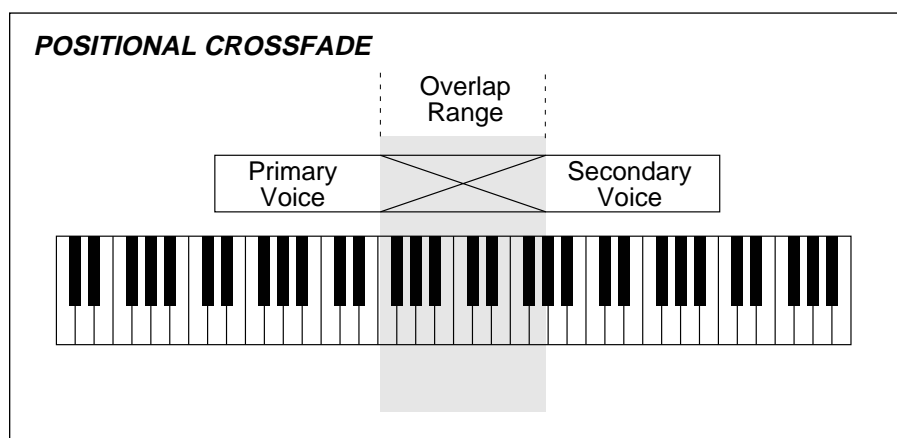 POSITIONAL CROSSFADE
Overlap
Range
Primary
Voice
Secondary
Voice